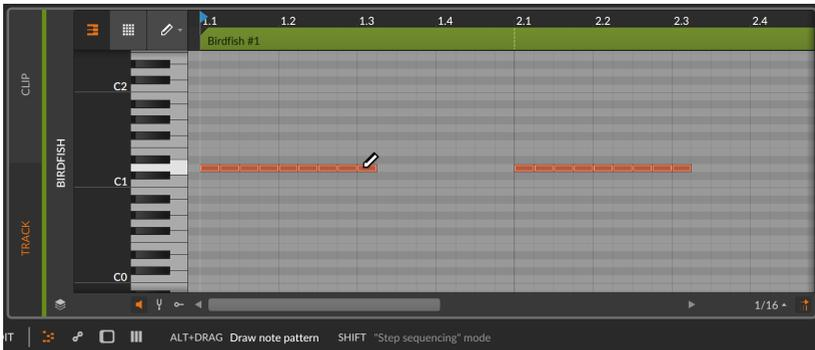 CLIP
TRACK
BIRDFISH
1.1 1.2 1.3 1.4 2.1 2.2 2.3 2.4
Birdfish #1
C2
C1
C0
1/16
IT
ALT+DRAG Draw note pattern SHIFT "Step sequencing" mode